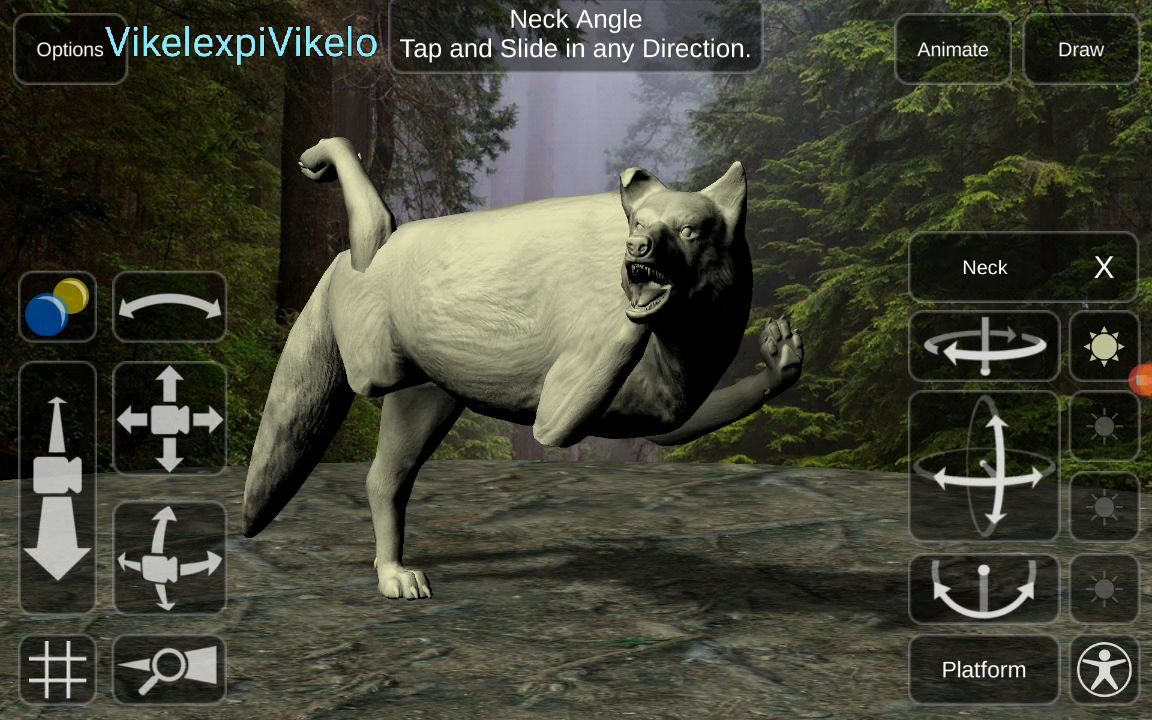 Options
VikelexpiVikelo
Neck Angle
Tap and Slide in any Direction.
Animate
Draw
Neck
X
Platform